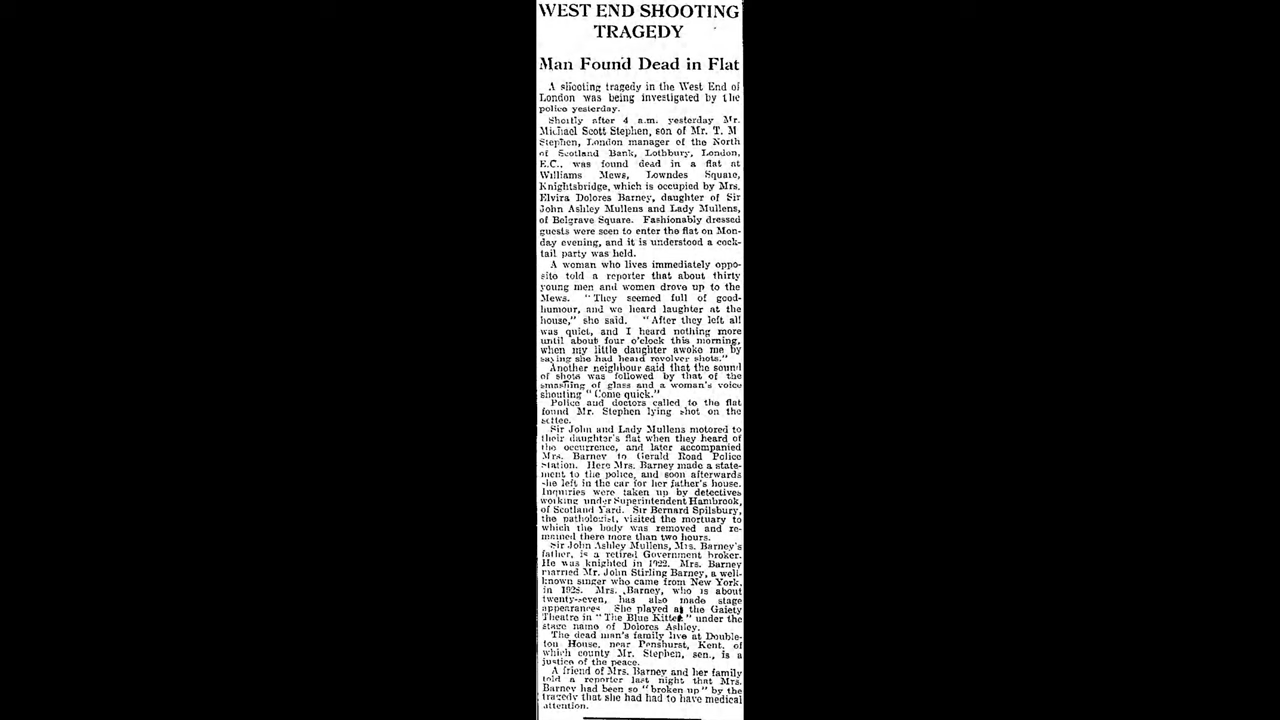 WEST END SHOOTING
TRAGEDY
Man Found Dead in Flat
A shooting tragedy in the West End of
London was being investigated by the
police yesterday.
Shortly after 4 a.m. yesterday Mr.
Michael Scott Stephen, son of Mr. T. M
Stephen, London manager of the North
of Scotland Bank, Lothbury, London,
E.C., was found dead in a flat at
Williams Mews, Lowndes Square,
Knightsbridge, which is occupied by Mrs.
Elvira Dolores Barney, daughter of Sir
John Ashley Mullens and Lady Mullens,
of Belgrave Square. Fashionably dressed
guests were seen to enter the flat on Mon-
day evening, and it is understood a cock-
tail party was held.
A woman who lives immediately oppo-
site told a reporter that about thirty
young men and women drove up to the
Mews. "They seemed full of good-
humour, and we heard laughter at the
house," she said. "After they left all
was quiet, and I heard nothing more
until about four o'clock this morning,
when my little daughter awoke me by
saying she had heard revolver shots."
Another neighbour said that the sound
of shots was followed by that of the
smashing of glass and a woman's voice
shouting "Come quick."
Police and doctors called to the flat
found Mr. Stephen lying shot on the
settee.
Sir John and Lady Mullens motored to
their daughter's flat when they heard of
the occurrence, and later accompanied
Mrs. Barney to Gerald Road Police
Station. Here Mrs. Barney made a state-
ment to the police, and soon afterwards
she left in the car for her father's house.
Inquiries were taken up by detectives
working under Superintendent Hambrook,
of Scotland Yard. Sir Bernard Spilsbury,
the pathologist, visited the mortuary to
which the body was removed and re-
mained there more than two hours.
Sir John Ashley Mullens, Mrs. Barney's
father, is a retired Government broker.
He was knighted in 1922. Mrs. Barney
married Mr. John Stirling Barney, a well-
known singer who came from New York,
in 1928. Mrs. Barney, who is about
twenty-seven, has also made stage
appearances. She played at the Gaiety
Theatre in "The Blue Kitten" under the
stage name of Dolores Ashley.
The dead man's family live at Double-
ton House, near Penshurst, Kent, of
which county Mr. Stephen, sen., is a
justice of the peace.
A friend of Mrs. Barney and her family
told a reporter last night that Mrs.
Barney had been so "broken up" by the
tragedy that she had had to have medical
attention.